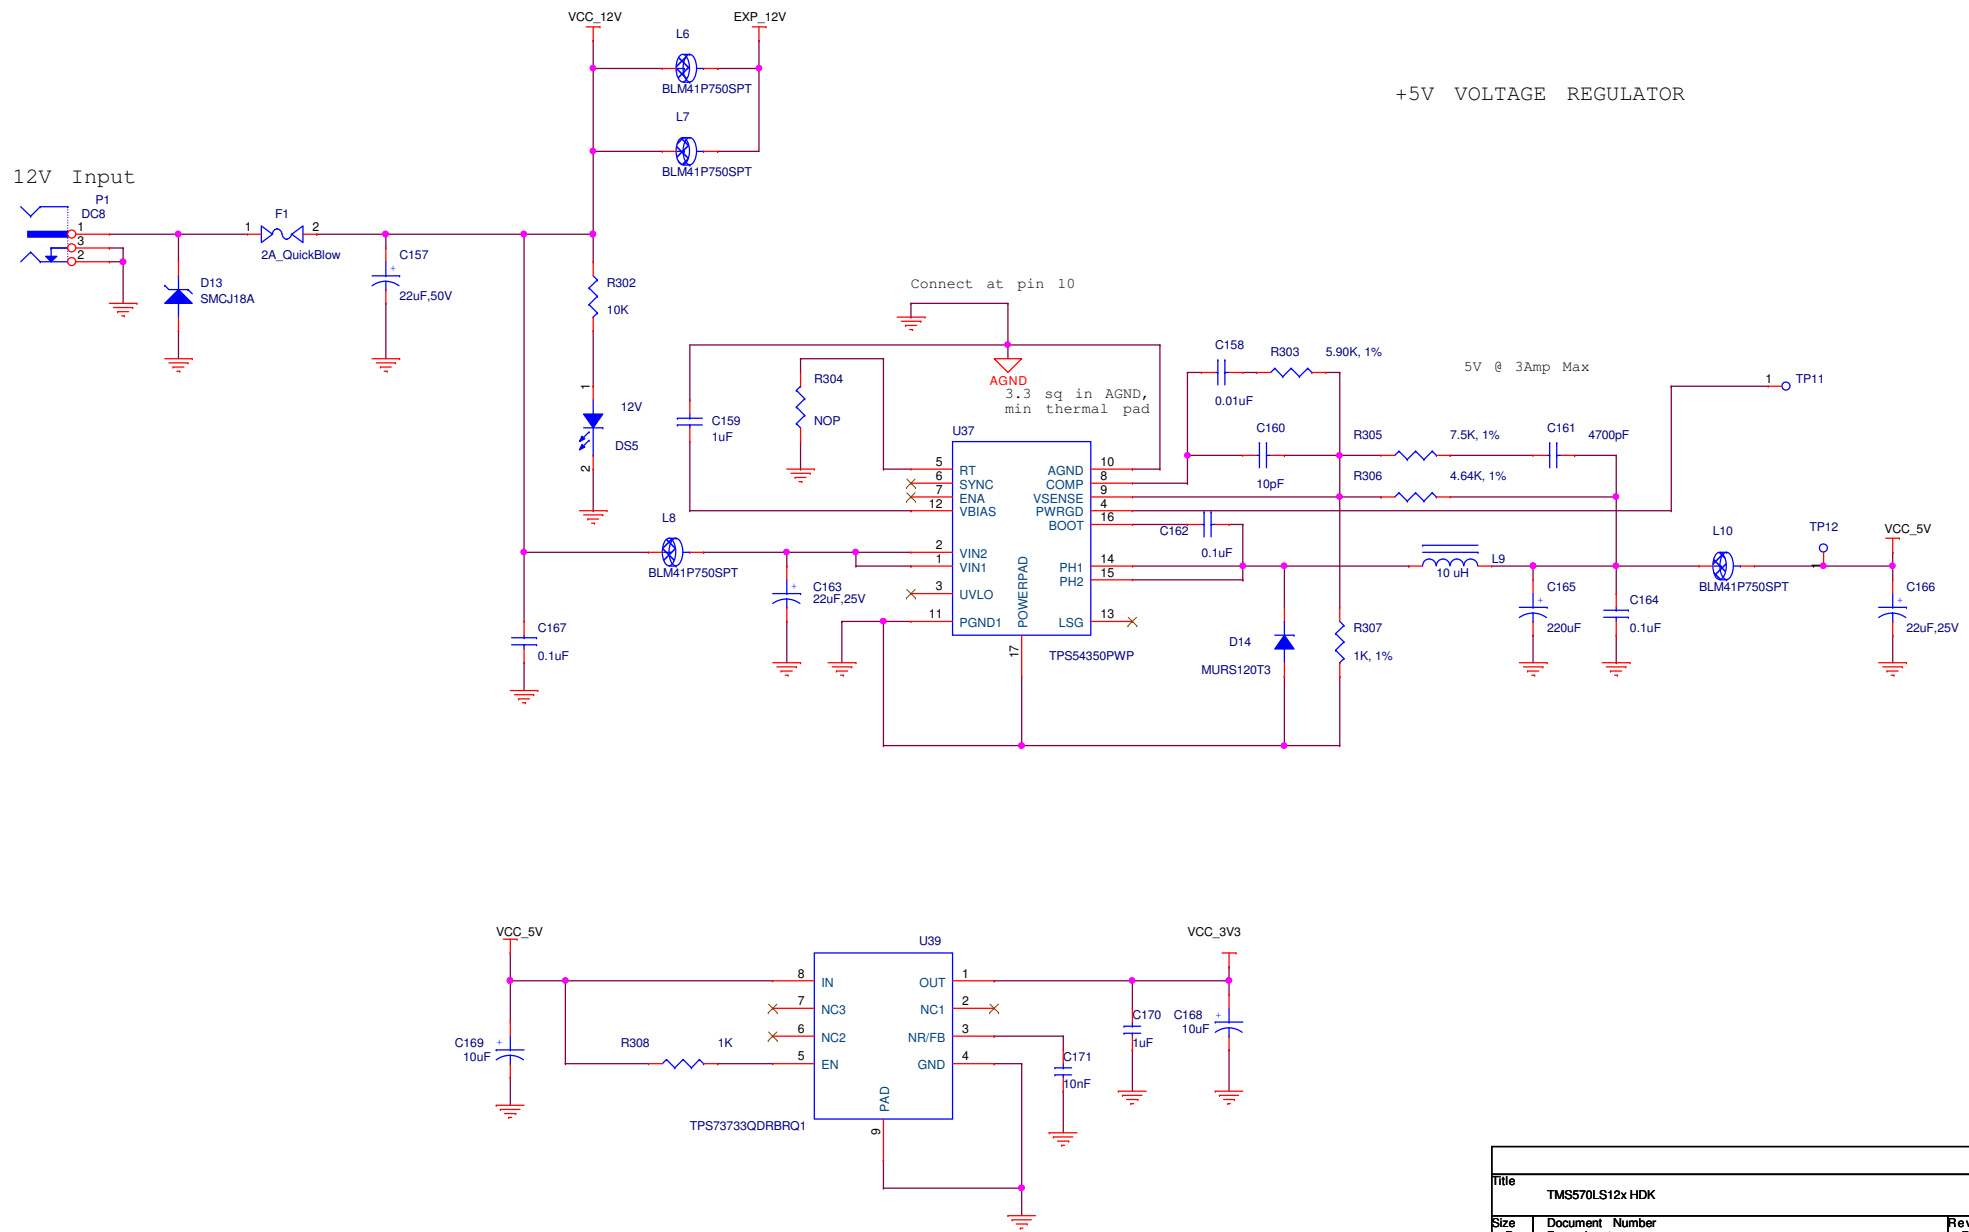 VCC_12V
EXP_12V
L6
BLM41P750SPT
L7
BLM41P750SPT
+5V VOLTAGE REGULATOR
12V Input
P1
DC8
1
3
2
1
F1
2
2A_QuickBlow
D13
SMCJ18A
C157
+
22uF,50V
R302
10K
1
12V
DS5
2
Connect at pin 10
AGND
3.3 sq in AGND,
min thermal pad
R304
NOP
C159
1uF
C158
0.01uF
R303
5.90K, 1%
5V @ 3Amp Max
1
TP11
C160
10pF
R305
7.5K, 1%
C161
4700pF
R306
4.64K, 1%
U37
5
RT
6
SYNC
7
ENA
12
VBIAS
2
VIN2
1
VIN1
3
UVLO
11
PGND1
POWERPAD
17
10
AGND
8
COMP
9
VSENSE
4
PWRGD
16
BOOT
14
PH1
15
PH2
13
LSG
TPS54350PWP
C162
0.1uF
L8
BLM41P750SPT
C163
+
22uF,25V
C167
0.1uF
D14
MURS120T3
R307
1K, 1%
L9
10 uH
C165
+
220uF
C164
0.1uF
L10
BLM41P750SPT
TP12
1
VCC_5V
C166
+
22uF,25V
VCC_5V
C169
+
10uF
R308
1K
U39
8
IN
7
NC3
6
NC2
5
EN
PAD
9
1
OUT
2
NC1
3
NR/FB
4
GND
TPS73733QDRBRQ1
VCC_3V3
C171
10nF
C170
1uF
C168
+
10uF
Title
TMS570LS12x HDK
Size
Document Number
Rev